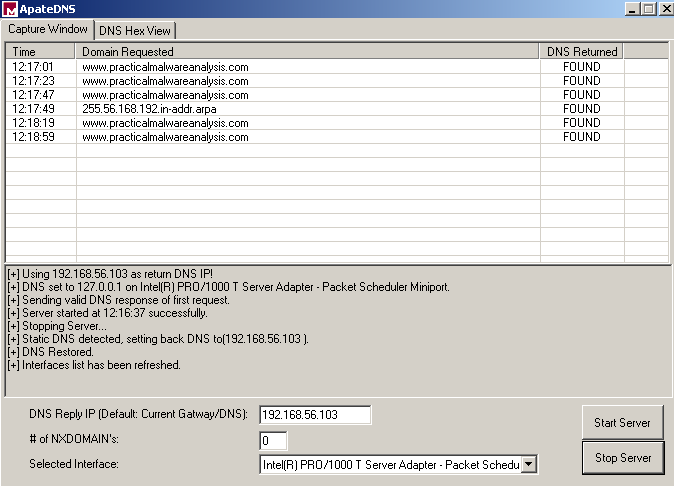 ApateDNS
Capture Window DNS Hex View
Time Domain Requested DNS Returned
12:17:01 www.practicalmalwareanalysis.com FOUND
12:17:23 www.practicalmalwareanalysis.com FOUND
12:17:47 www.practicalmalwareanalysis.com FOUND
12:17:49 255.56.168.192.in-addr.arpa FOUND
12:18:19 www.practicalmalwareanalysis.com FOUND
12:18:59 www.practicalmalwareanalysis.com FOUND
[+] Using 192.168.56.103 as return DNS IP!
[+] DNS set to 127.0.0.1 on Intel(R) PRO/1000 T Server Adapter - Packet Scheduler Miniport.
[+] Sending valid DNS response of first request.
[+] Server started at 12:16:37 successfully.
[+] Stopping Server...
[+] Static DNS detected, setting back DNS to(192.168.56.103 ).
[+] DNS Restored.
[+] Interfaces list has been refreshed.
DNS Reply IP (Default: Current Gatway/DNS): 192.168.56.103 Start Server
# of NXDOMAIN's: 0
Selected Interface: Intel(R) PRO/1000 T Server Adapter - Packet Schedu Stop Server